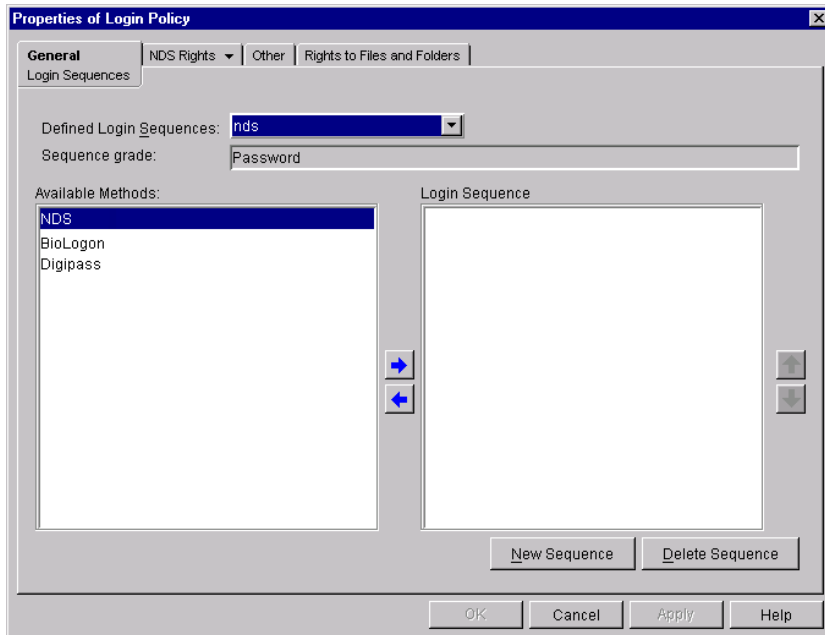 Properties of Login Policy
General NDS Rights Other Rights to Files and Folders
Login Sequences
Defined Login Sequences: nds
Sequence grade: Password
Available Methods: Login Sequence
NDS
BioLogon
Digipass
New Sequence Delete Sequence
OK Cancel Apply Help